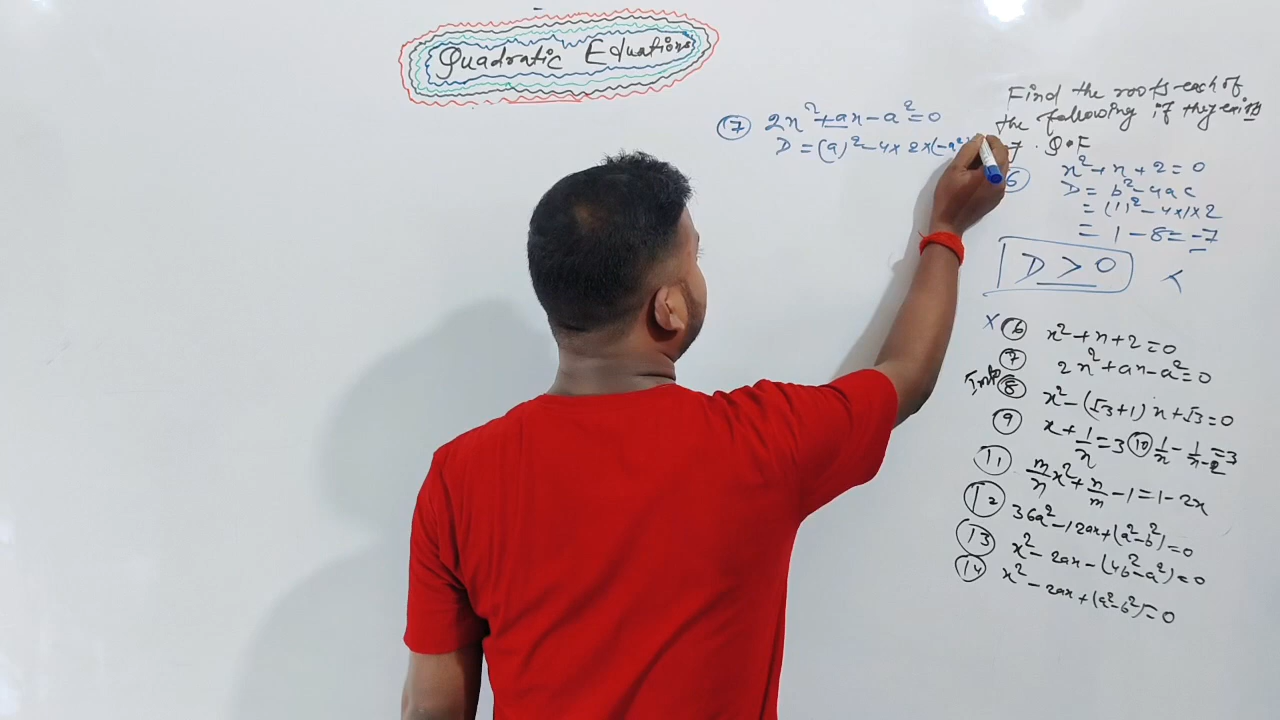 Quadratic Equations
(7) 2x²+ax-a²=0
D = (a)²-4×2×(-a²)
Find the roots each of
the following if they exists
Q.F
6 x²+x+2=0
D = b²-4ac
= (1)²-4×1×2
= 1-8=-7
D ≥ 0 <
× (6) x²+x+2=0
(7) 2x²+ax-a²=0
Imp (8) x²-(√3+1)x+√3=0
(9) x+1/x=3 (10) 1/x-1/x-2=3
(11) m/n x²+n/m-1=1-2x
(12) 36a²-12ax+(a²-b²)=0
(13) x²-2ax-(4b²-a²)=0
(14) x²-2ax+(a²-b²)=0